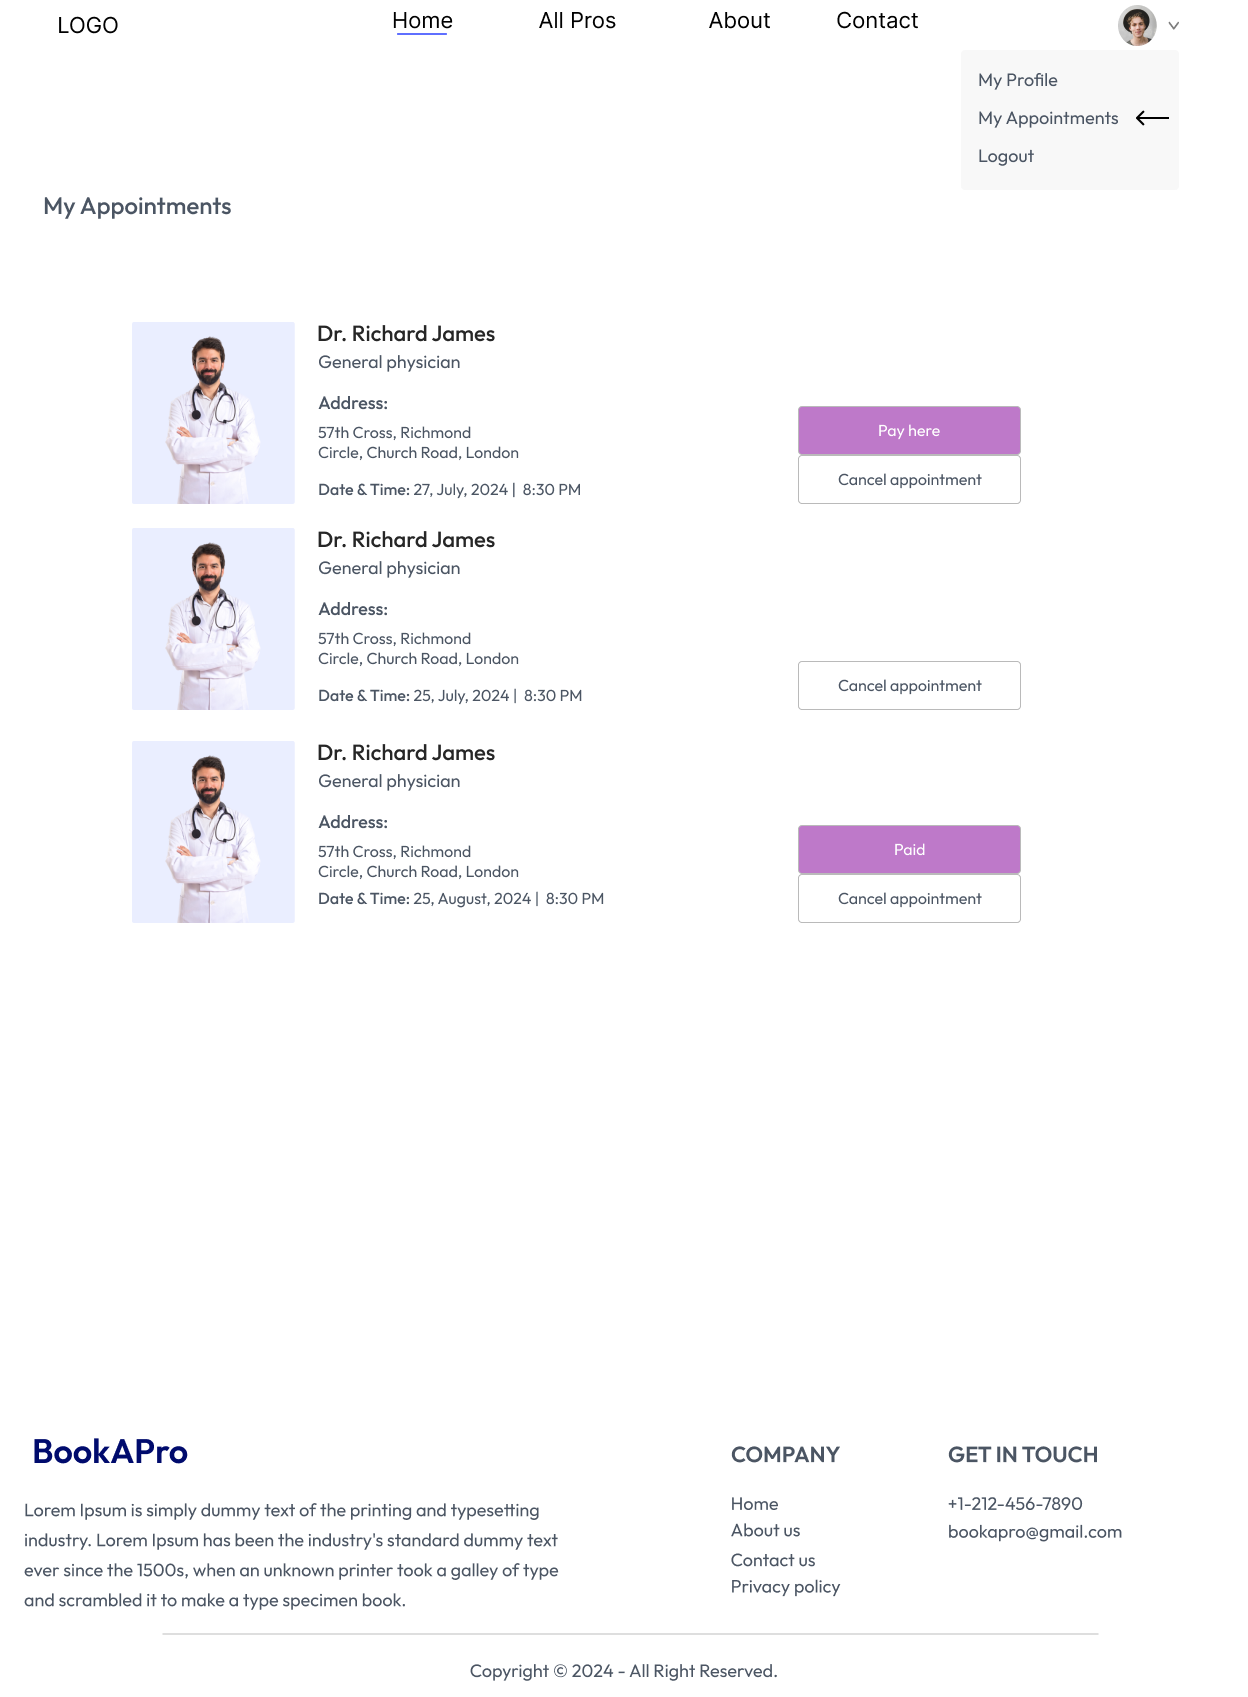 LOGO
Home
All Pros
About
Contact
My Profile
My Appointments
Logout
My Appointments
Dr. Richard James
General physician
Address:
57th Cross, Richmond
Circle, Church Road, London
Date & Time: 27, July, 2024 | 8:30 PM
Pay here
Cancel appointment
Dr. Richard James
General physician
Address:
57th Cross, Richmond
Circle, Church Road, London
Date & Time: 25, July, 2024 | 8:30 PM
Cancel appointment
Dr. Richard James
General physician
Address:
57th Cross, Richmond
Circle, Church Road, London
Date & Time: 25, August, 2024 | 8:30 PM
Paid
Cancel appointment
BookAPro
Lorem Ipsum is simply dummy text of the printing and typesetting
industry. Lorem Ipsum has been the industry's standard dummy text
ever since the 1500s, when an unknown printer took a galley of type
and scrambled it to make a type specimen book.
COMPANY
Home
About us
Contact us
Privacy policy
GET IN TOUCH
+1-212-456-7890
bookapro@gmail.com
Copyright © 2024 - All Right Reserved.